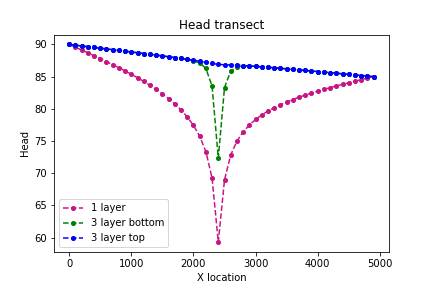 Head transect
90
85
80
75
70
65
60
Head
1 layer
3 layer bottom
3 layer top
0
1000
2000
3000
4000
5000
X location